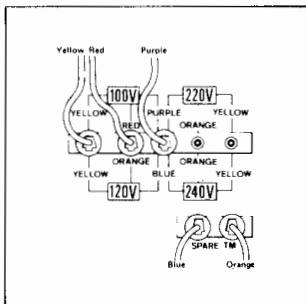 Yellow Red Purple
100V 220V
YELLOW PURPLE YELLOW
RED ORANGE
ORANGE ORANGE
YELLOW BLUE YELLOW
120V 240V
SPARE TM
Blue Orange